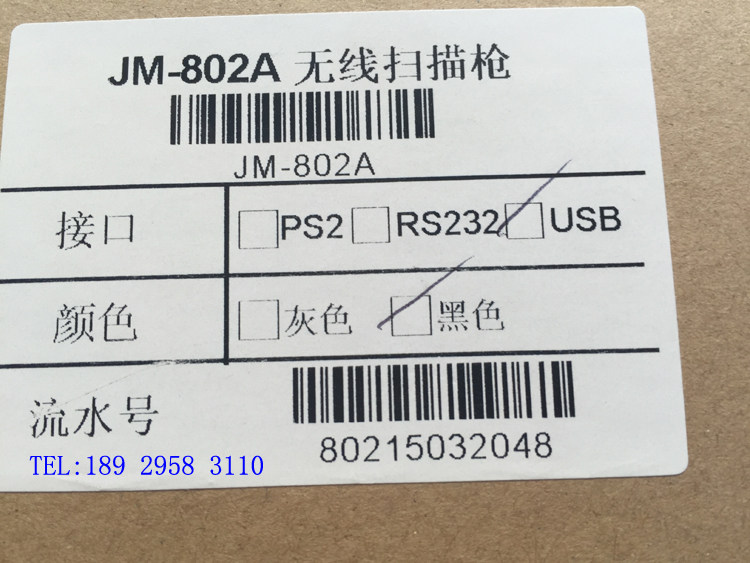 JM-802A 无线扫描枪
JM-802A
接口 PS2 RS232 USB
颜色 灰色 黑色
流水号 80215032048
TEL:189 2958 3110